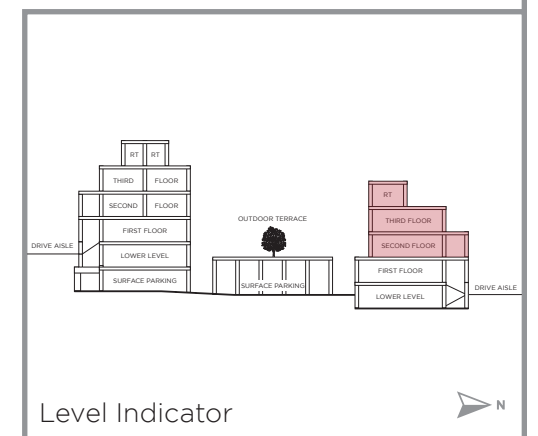 RT RT
THIRD FLOOR
SECOND FLOOR
FIRST FLOOR
DRIVE AISLE
LOWER LEVEL
SURFACE PARKING
OUTDOOR TERRACE
SURFACE PARKING
RT
THIRD FLOOR
SECOND FLOOR
FIRST FLOOR
DRIVE AISLE
LOWER LEVEL
Level Indicator
N